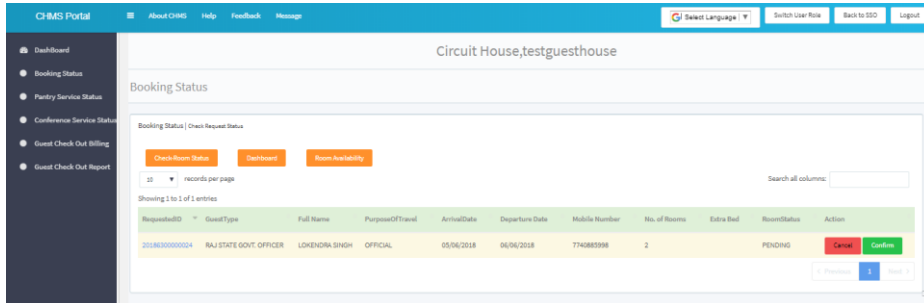 CHMS Portal
About CHMS Help Feedback Message
G Select Language ▼
Switch User Role
Back to SSO
Logout
DashBoard
Booking Status
Pantry Service Status
Conference Service Status
Guest Check Out Billing
Guest Check Out Report
Circuit House,testguesthouse
Booking Status
Booking Status | Check Request Status
Check-Room Status Dashboard Room Availability
10 ▼ records per page
Search all columns:
Showing 1 to 1 of 1 entries
RequestedID GuestType Full Name PurposeOfTravel ArrivalDate Departure Date Mobile Number No. of Rooms Extra Bed RoomStatus Action
20186300000024 RAJ STATE GOVT. OFFICER LOKENDRA SINGH OFFICIAL 05/06/2018 06/06/2018 7740885998 2 PENDING Cancel Confirm
< Previous 1 Next >